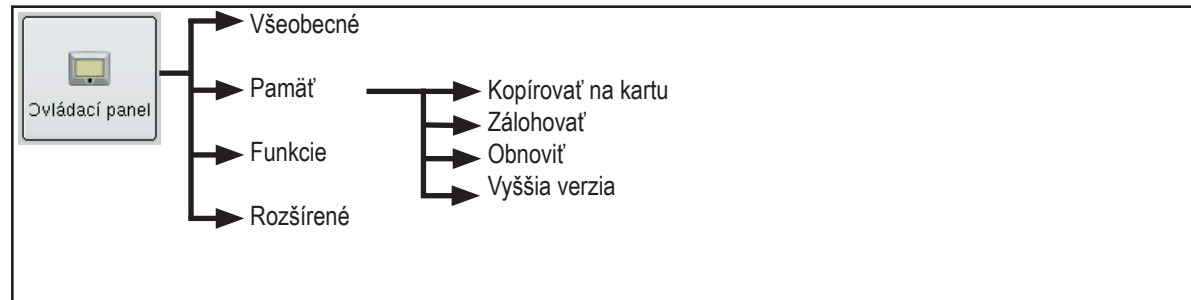 Všeobecné
Ovládací panel
Pamäť
Kopírovať na kartu
Zálohovať
Funkcie
Obnoviť
Vyššia verzia
Rozšírené